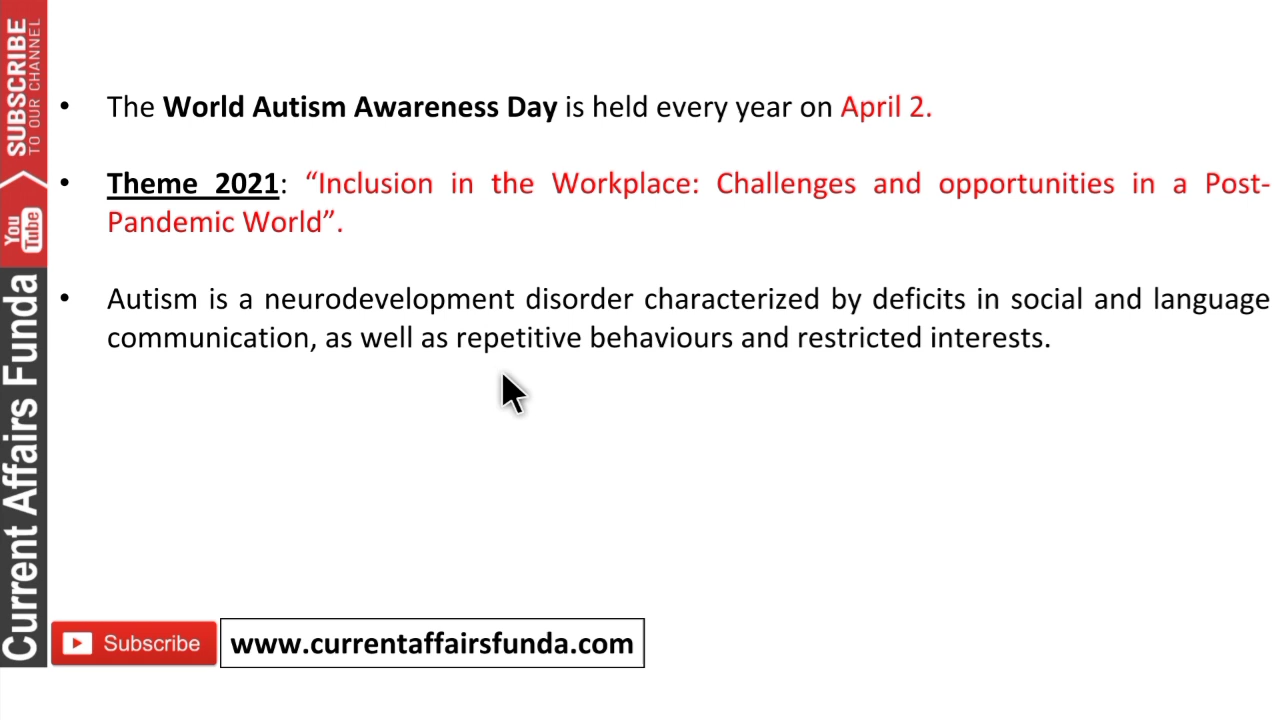 The World Autism Awareness Day is held every year on April 2.
Theme 2021: “Inclusion in the Workplace: Challenges and opportunities in a Post-
Pandemic World”.
Autism is a neurodevelopment disorder characterized by deficits in social and language
communication, as well as repetitive behaviours and restricted interests.
SUBSCRIBE
TO OUR CHANNEL
You
Tube
Current Affairs Funda
Subscribe
www.currentaffairsfunda.com